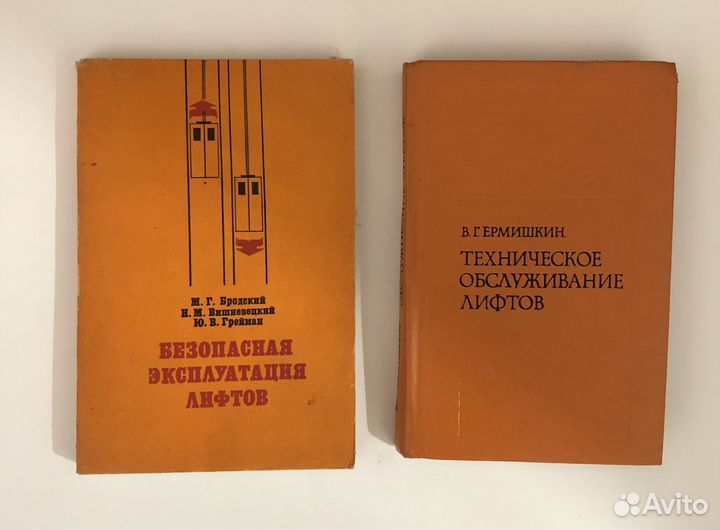 М. Г. Бродский
И. М. Вишневецкий
Ю. В. Грейман
БЕЗОПАСНАЯ
ЭКСПЛУАТАЦИЯ
ЛИФТОВ
В. Г. ЕРМИШКИН
ТЕХНИЧЕСКОЕ
ОБСЛУЖИВАНИЕ
ЛИФТОВ
Avito